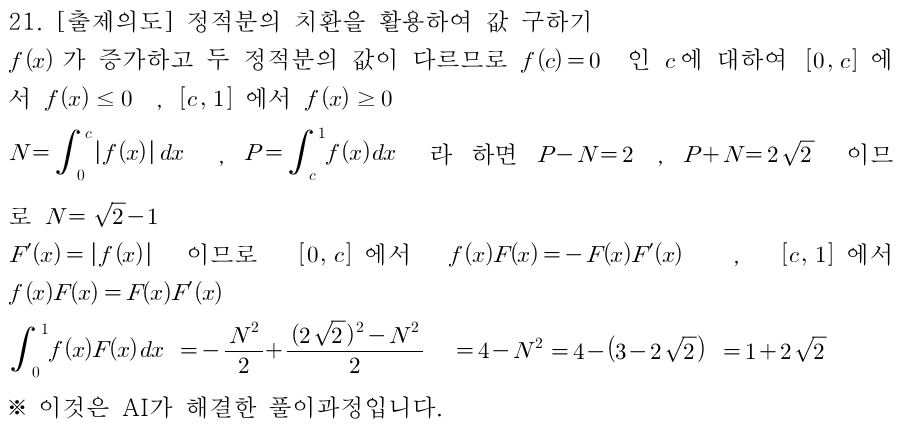 21. [출제의도] 정적분의 치환을 활용하여 값 구하기
f(x)가 증가하고 두 정적분의 값이 다르므로 f(c)=0 인 c에 대하여 [0, c]에
서 f(x)≤0 , [c, 1]에서 f(x)≥0
N=∫₀ᶜ|f(x)|dx , P=∫_c^1 f(x)dx 라 하면 P−N=2 , P+N=2√2 이므
로 N=√2−1
F′(x)=|f(x)| 이므로 [0, c]에서 f(x)F(x)=−F(x)F′(x) , [c, 1]에서
f(x)F(x)=F(x)F′(x)
∫₀¹f(x)F(x)dx =−N²/2+((2√2)²−N²)/2 =4−N²=4−(3−2√2) =1+2√2
※ 이것은 AI가 해결한 풀이과정입니다.